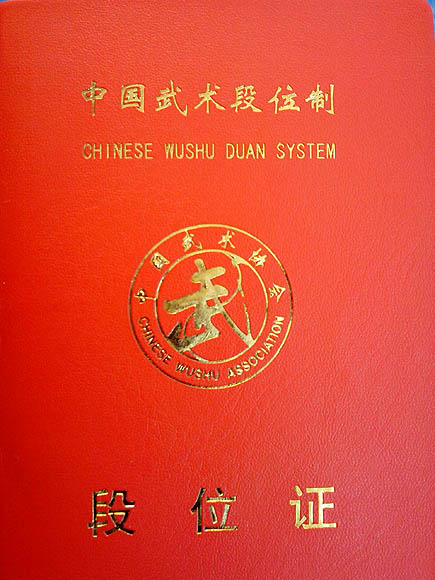 中国武术段位制
CHINESE WUSHU DUAN SYSTEM
中国武术协会
武
CHINESE WUSHU ASSOCIATION
段位证